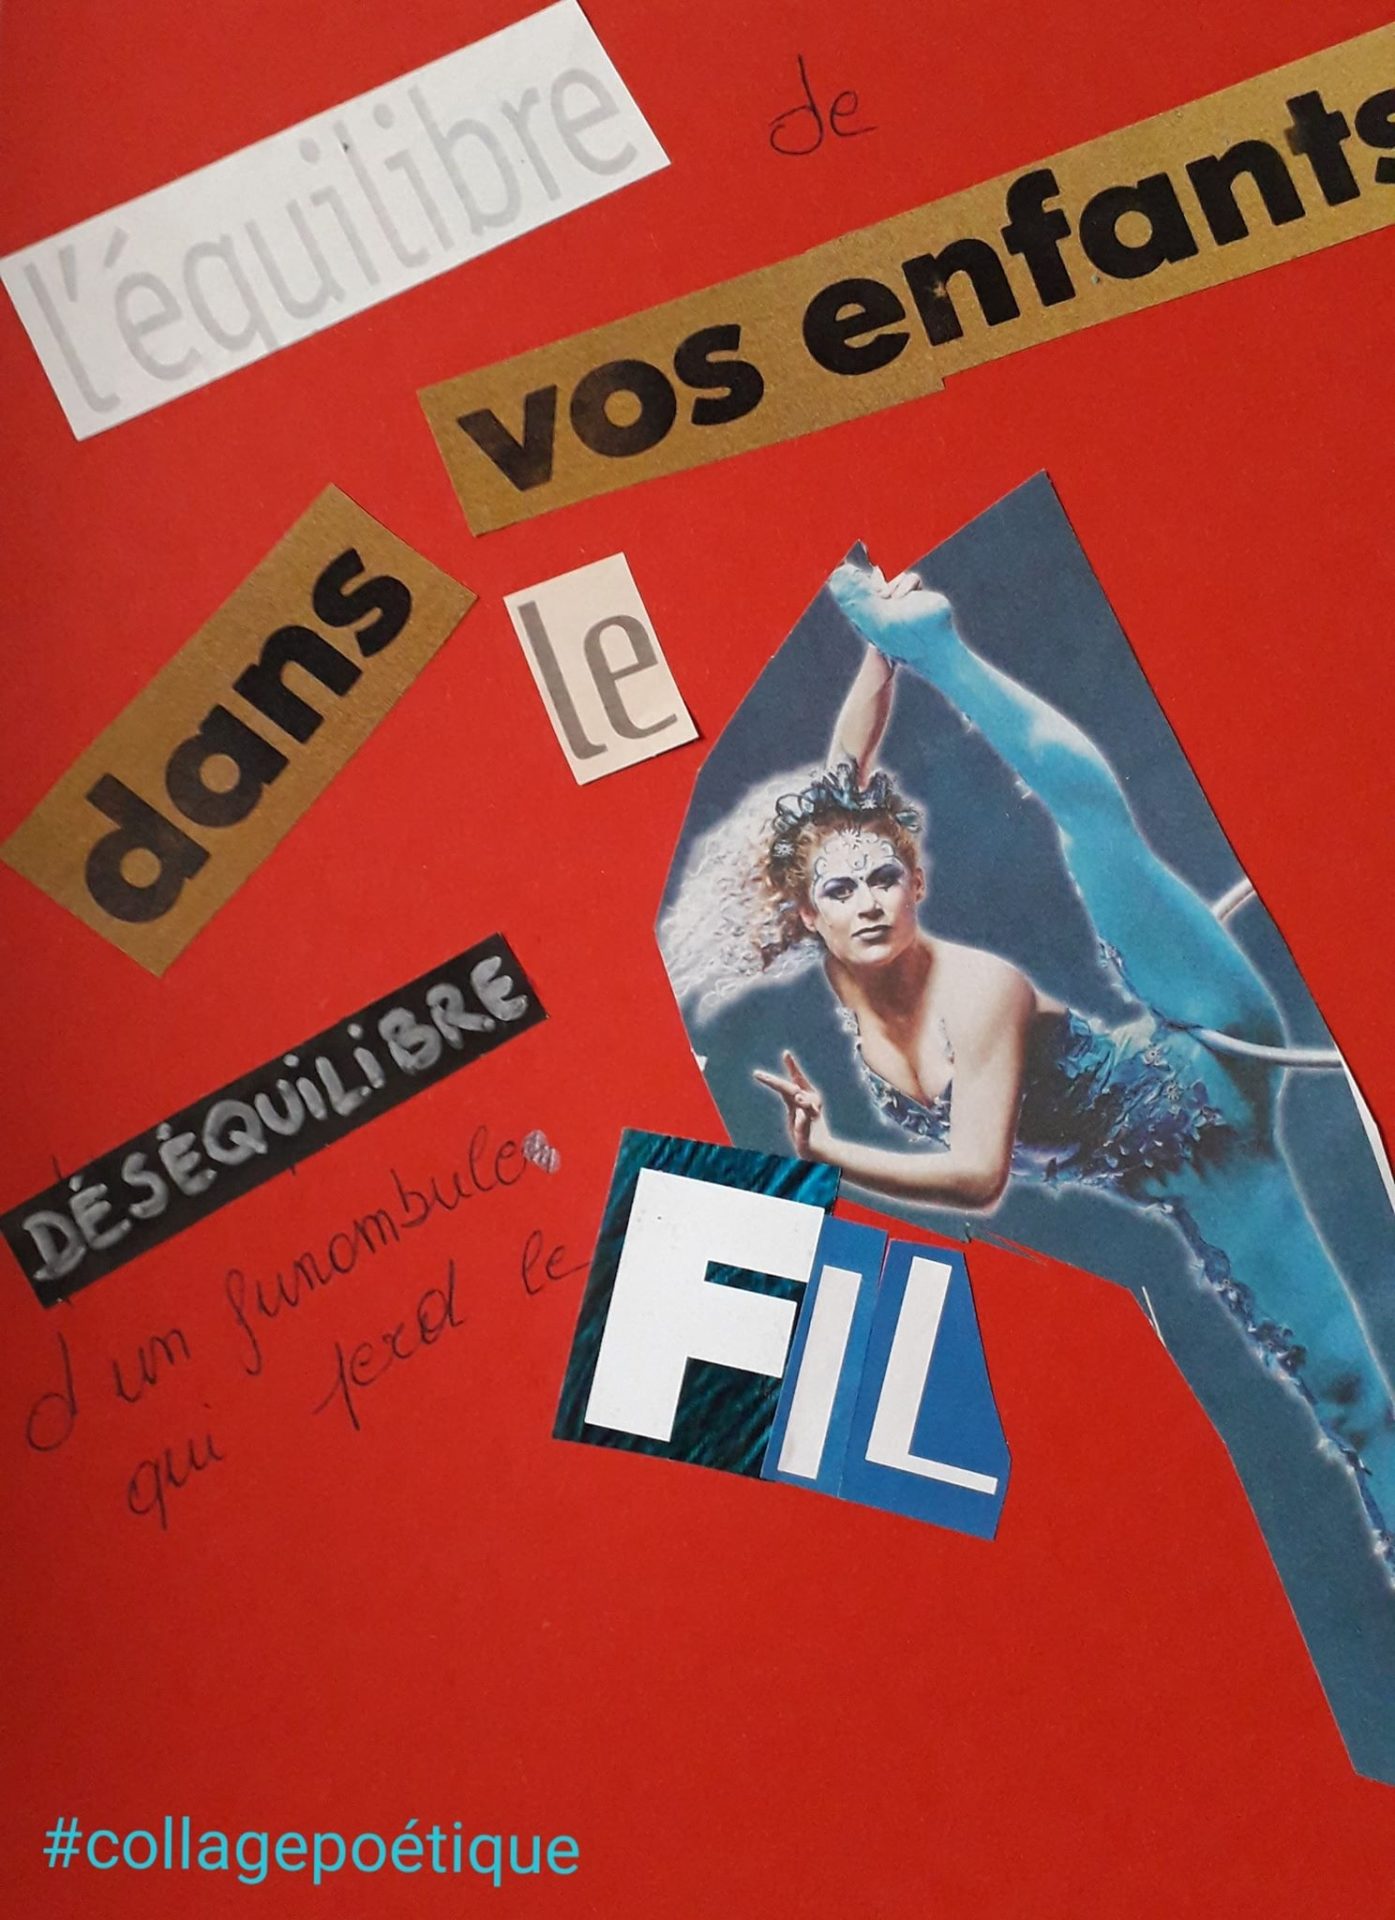 l'équilibre de
vos enfants
dans le
DÉSÉQUILIBRE
d'un funambule
qui perd le FIL
#collagepoétique